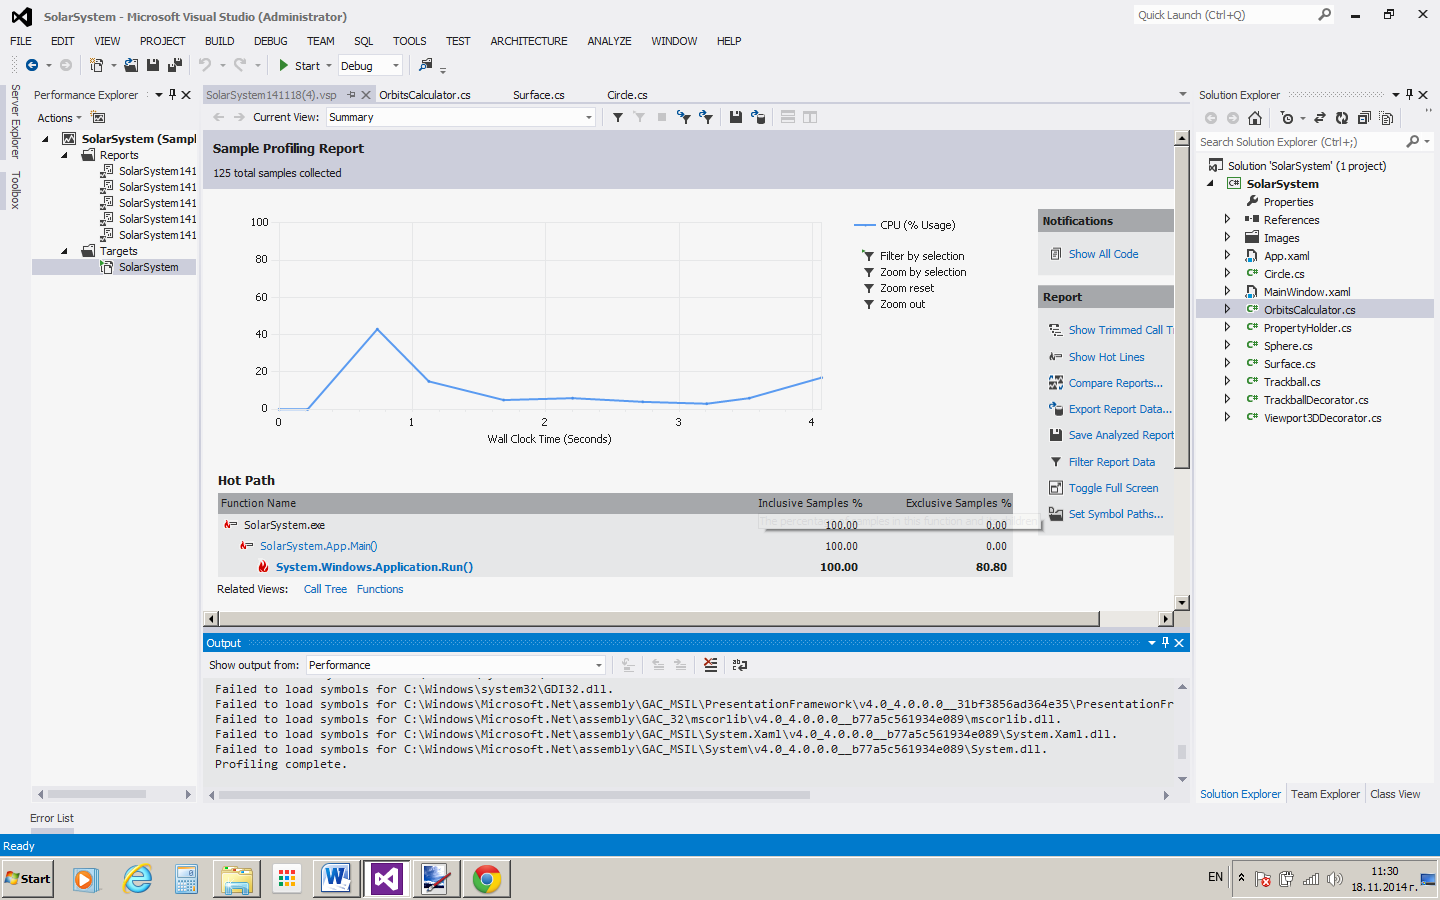 SolarSystem - Microsoft Visual Studio (Administrator)
Quick Launch (Ctrl+Q)
FILE EDIT VIEW PROJECT BUILD DEBUG TEAM SQL TOOLS TEST ARCHITECTURE ANALYZE WINDOW HELP
Start Debug
Server Explorer
Toolbox
Performance Explorer
Actions
SolarSystem (Sampl
Reports
SolarSystem141
SolarSystem141
SolarSystem141
SolarSystem141
SolarSystem141
Targets
SolarSystem
SolarSystem141118(4).vsp OrbitsCalculator.cs Surface.cs Circle.cs
Current View: Summary
Sample Profiling Report
125 total samples collected
100
80
60
40
20
0
0 1 2 3 4
Wall Clock Time (Seconds)
CPU (% Usage)
Filter by selection
Zoom by selection
Zoom reset
Zoom out
Notifications
Show All Code
Report
Show Trimmed Call T
Show Hot Lines
Compare Reports...
Export Report Data...
Save Analyzed Report
Filter Report Data
Toggle Full Screen
Set Symbol Paths...
Hot Path
Function Name Inclusive Samples % Exclusive Samples %
SolarSystem.exe 100.00 0.00
SolarSystem.App.Main() 100.00 0.00
System.Windows.Application.Run() 100.00 80.80
Related Views: Call Tree Functions
Output
Show output from: Performance
Failed to load symbols for C:\Windows\system32\GDI32.dll.
Failed to load symbols for C:\Windows\Microsoft.Net\assembly\GAC_MSIL\PresentationFramework\v4.0_4.0.0.0__31bf3856ad364e35\PresentationFr
Failed to load symbols for C:\Windows\Microsoft.Net\assembly\GAC_32\mscorlib\v4.0_4.0.0.0__b77a5c561934e089\mscorlib.dll.
Failed to load symbols for C:\Windows\Microsoft.Net\assembly\GAC_MSIL\System.Xaml\v4.0_4.0.0.0__b77a5c561934e089\System.Xaml.dll.
Failed to load symbols for C:\Windows\Microsoft.Net\assembly\GAC_MSIL\System\v4.0_4.0.0.0__b77a5c561934e089\System.dll.
Profiling complete.
Solution Explorer
Search Solution Explorer (Ctrl+;)
Solution 'SolarSystem' (1 project)
SolarSystem
Properties
References
Images
App.xaml
Circle.cs
MainWindow.xaml
OrbitsCalculator.cs
PropertyHolder.cs
Sphere.cs
Surface.cs
Trackball.cs
TrackballDecorator.cs
Viewport3DDecorator.cs
Solution Explorer Team Explorer Class View
Error List
Ready
Start
EN
11:30
18.11.2014 г.